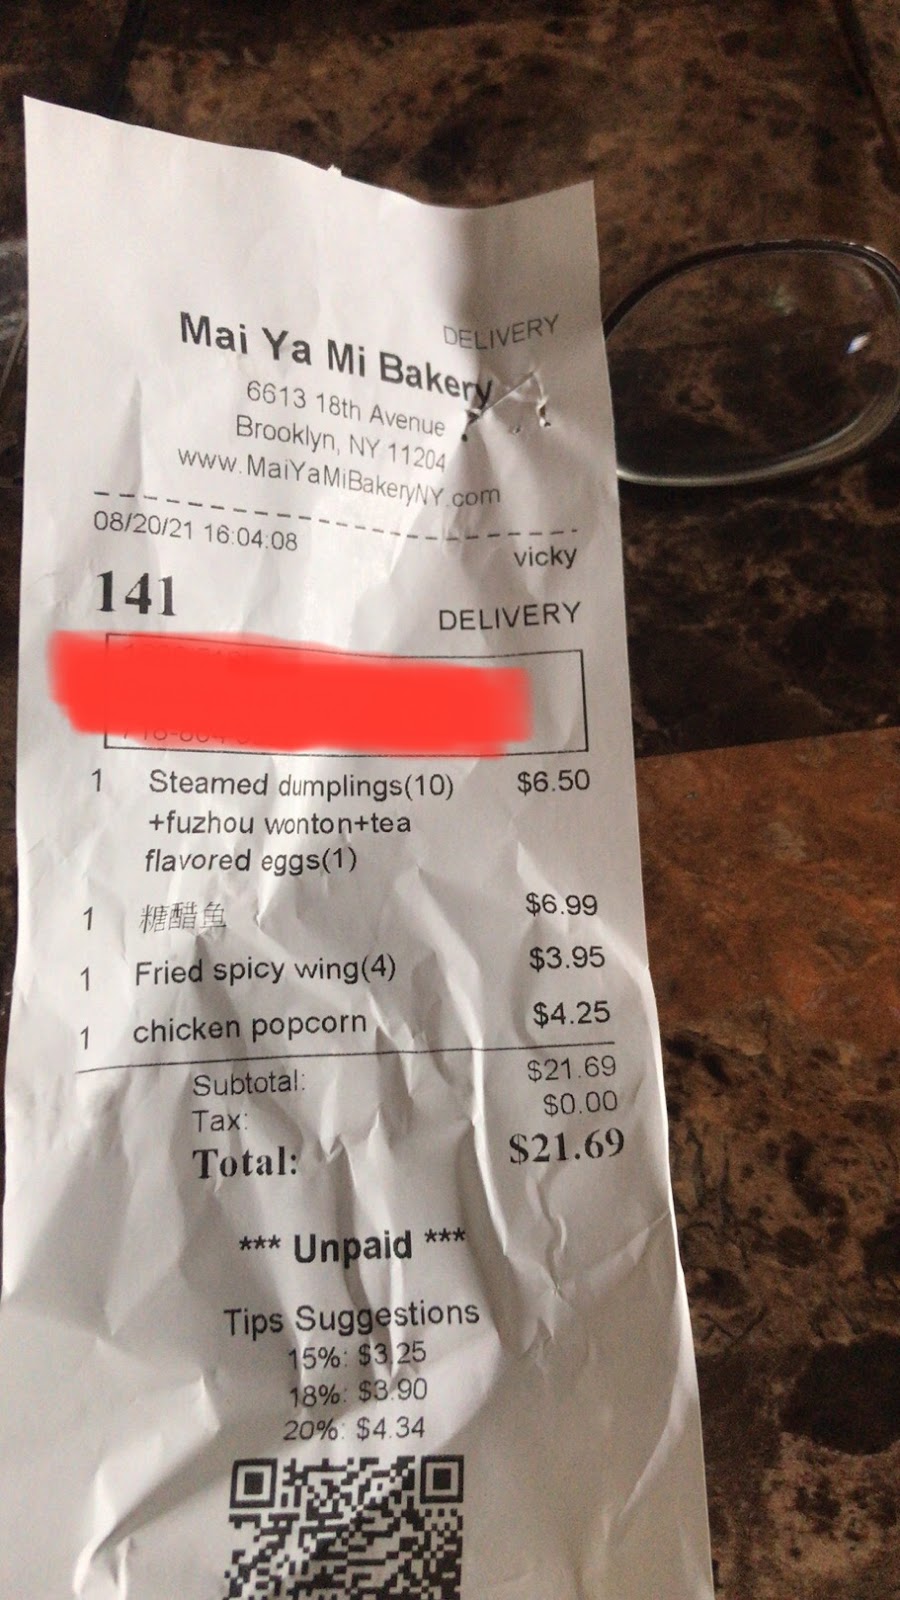 DELIVERY
Mai Ya Mi Bakery
6613 18th Avenue
Brooklyn, NY 11204
www.MaiYaMiBakeryNY.com
08/20/21 16:04:08
vicky
141
DELIVERY
1 Steamed dumplings(10) $6.50
+fuzhou wonton+tea
flavored eggs(1)
1 糖醋鱼 $6.99
1 Fried spicy wing(4) $3.95
1 chicken popcorn $4.25
Subtotal: $21.69
Tax: $0.00
Total: $21.69
*** Unpaid ***
Tips Suggestions
15%: $3.25
18%: $3.90
20%: $4.34